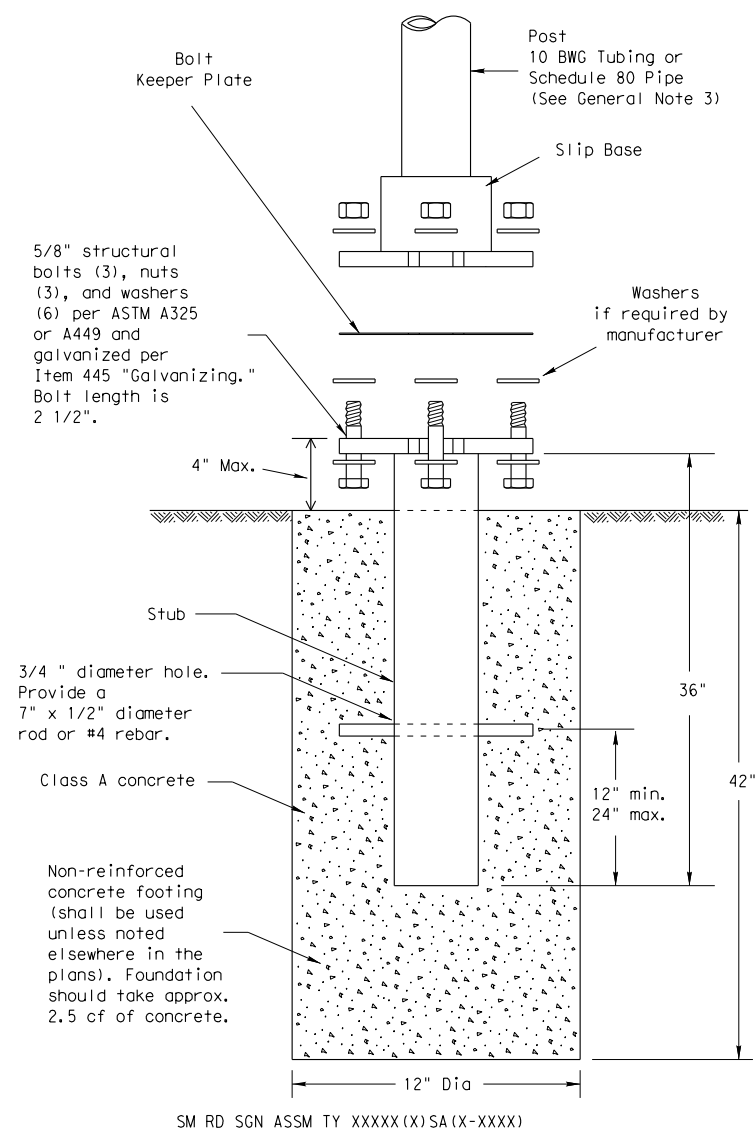 Bolt
Keeper Plate
Post
10 BWG Tubing or
Schedule 80 Pipe
(See General Note 3)
Slip Base
5/8" structural
bolts (3), nuts
(3), and washers
(6) per ASTM A325
or A449 and
galvanized per
Item 445 "Galvanizing."
Bolt length is
2 1/2".
Washers
if required by
manufacturer
4" Max.
Stub
3/4 " diameter hole.
Provide a
7" x 1/2" diameter
rod or #4 rebar.
36"
Class A concrete
12" min.
24" max.
42"
Non-reinforced
concrete footing
(shall be used
unless noted
elsewhere in the
plans). Foundation
should take approx.
2.5 cf of concrete.
12" Dia
SM RD SGN ASSM TY XXXXX(X)SA(X-XXXX)